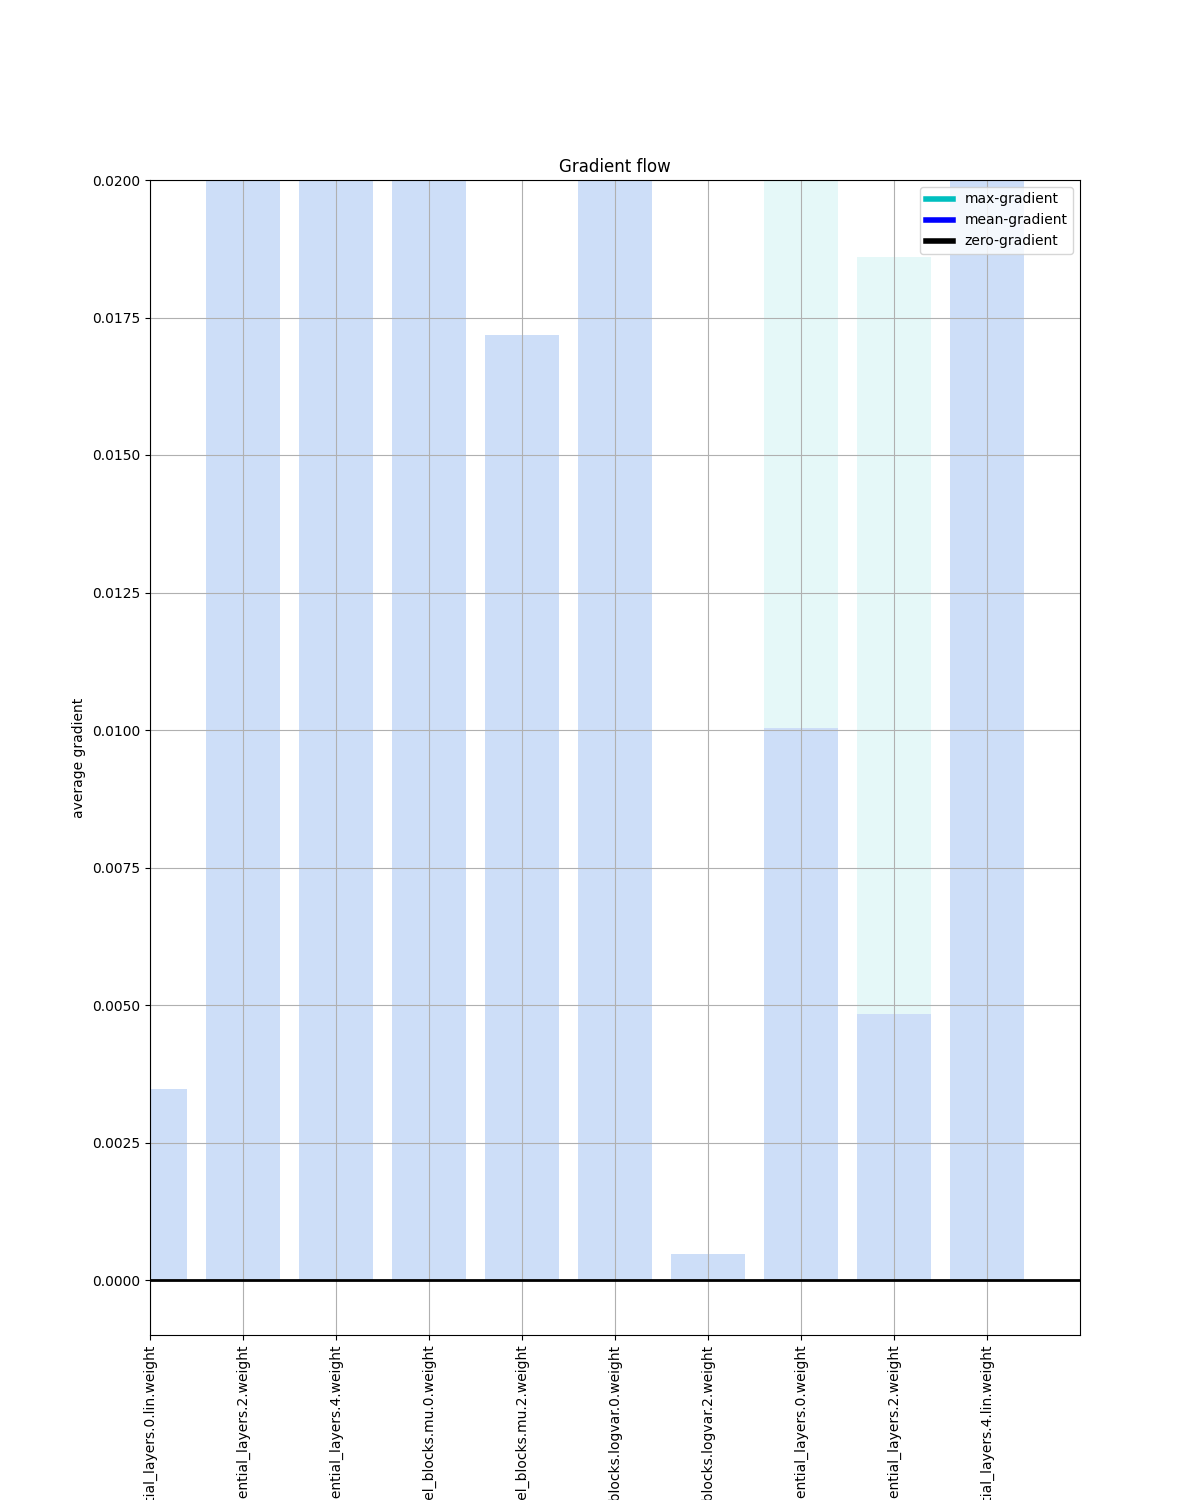 Gradient flow
max-gradient
mean-gradient
zero-gradient
0.0200
0.0175
0.0150
0.0125
0.0100
0.0075
0.0050
0.0025
0.0000
average gradient
tial_layers.0.lin.weight
ential_layers.2.weight
ential_layers.4.weight
el_blocks.mu.0.weight
el_blocks.mu.2.weight
blocks.logvar.0.weight
blocks.logvar.2.weight
ential_layers.0.weight
ential_layers.2.weight
tial_layers.4.lin.weight